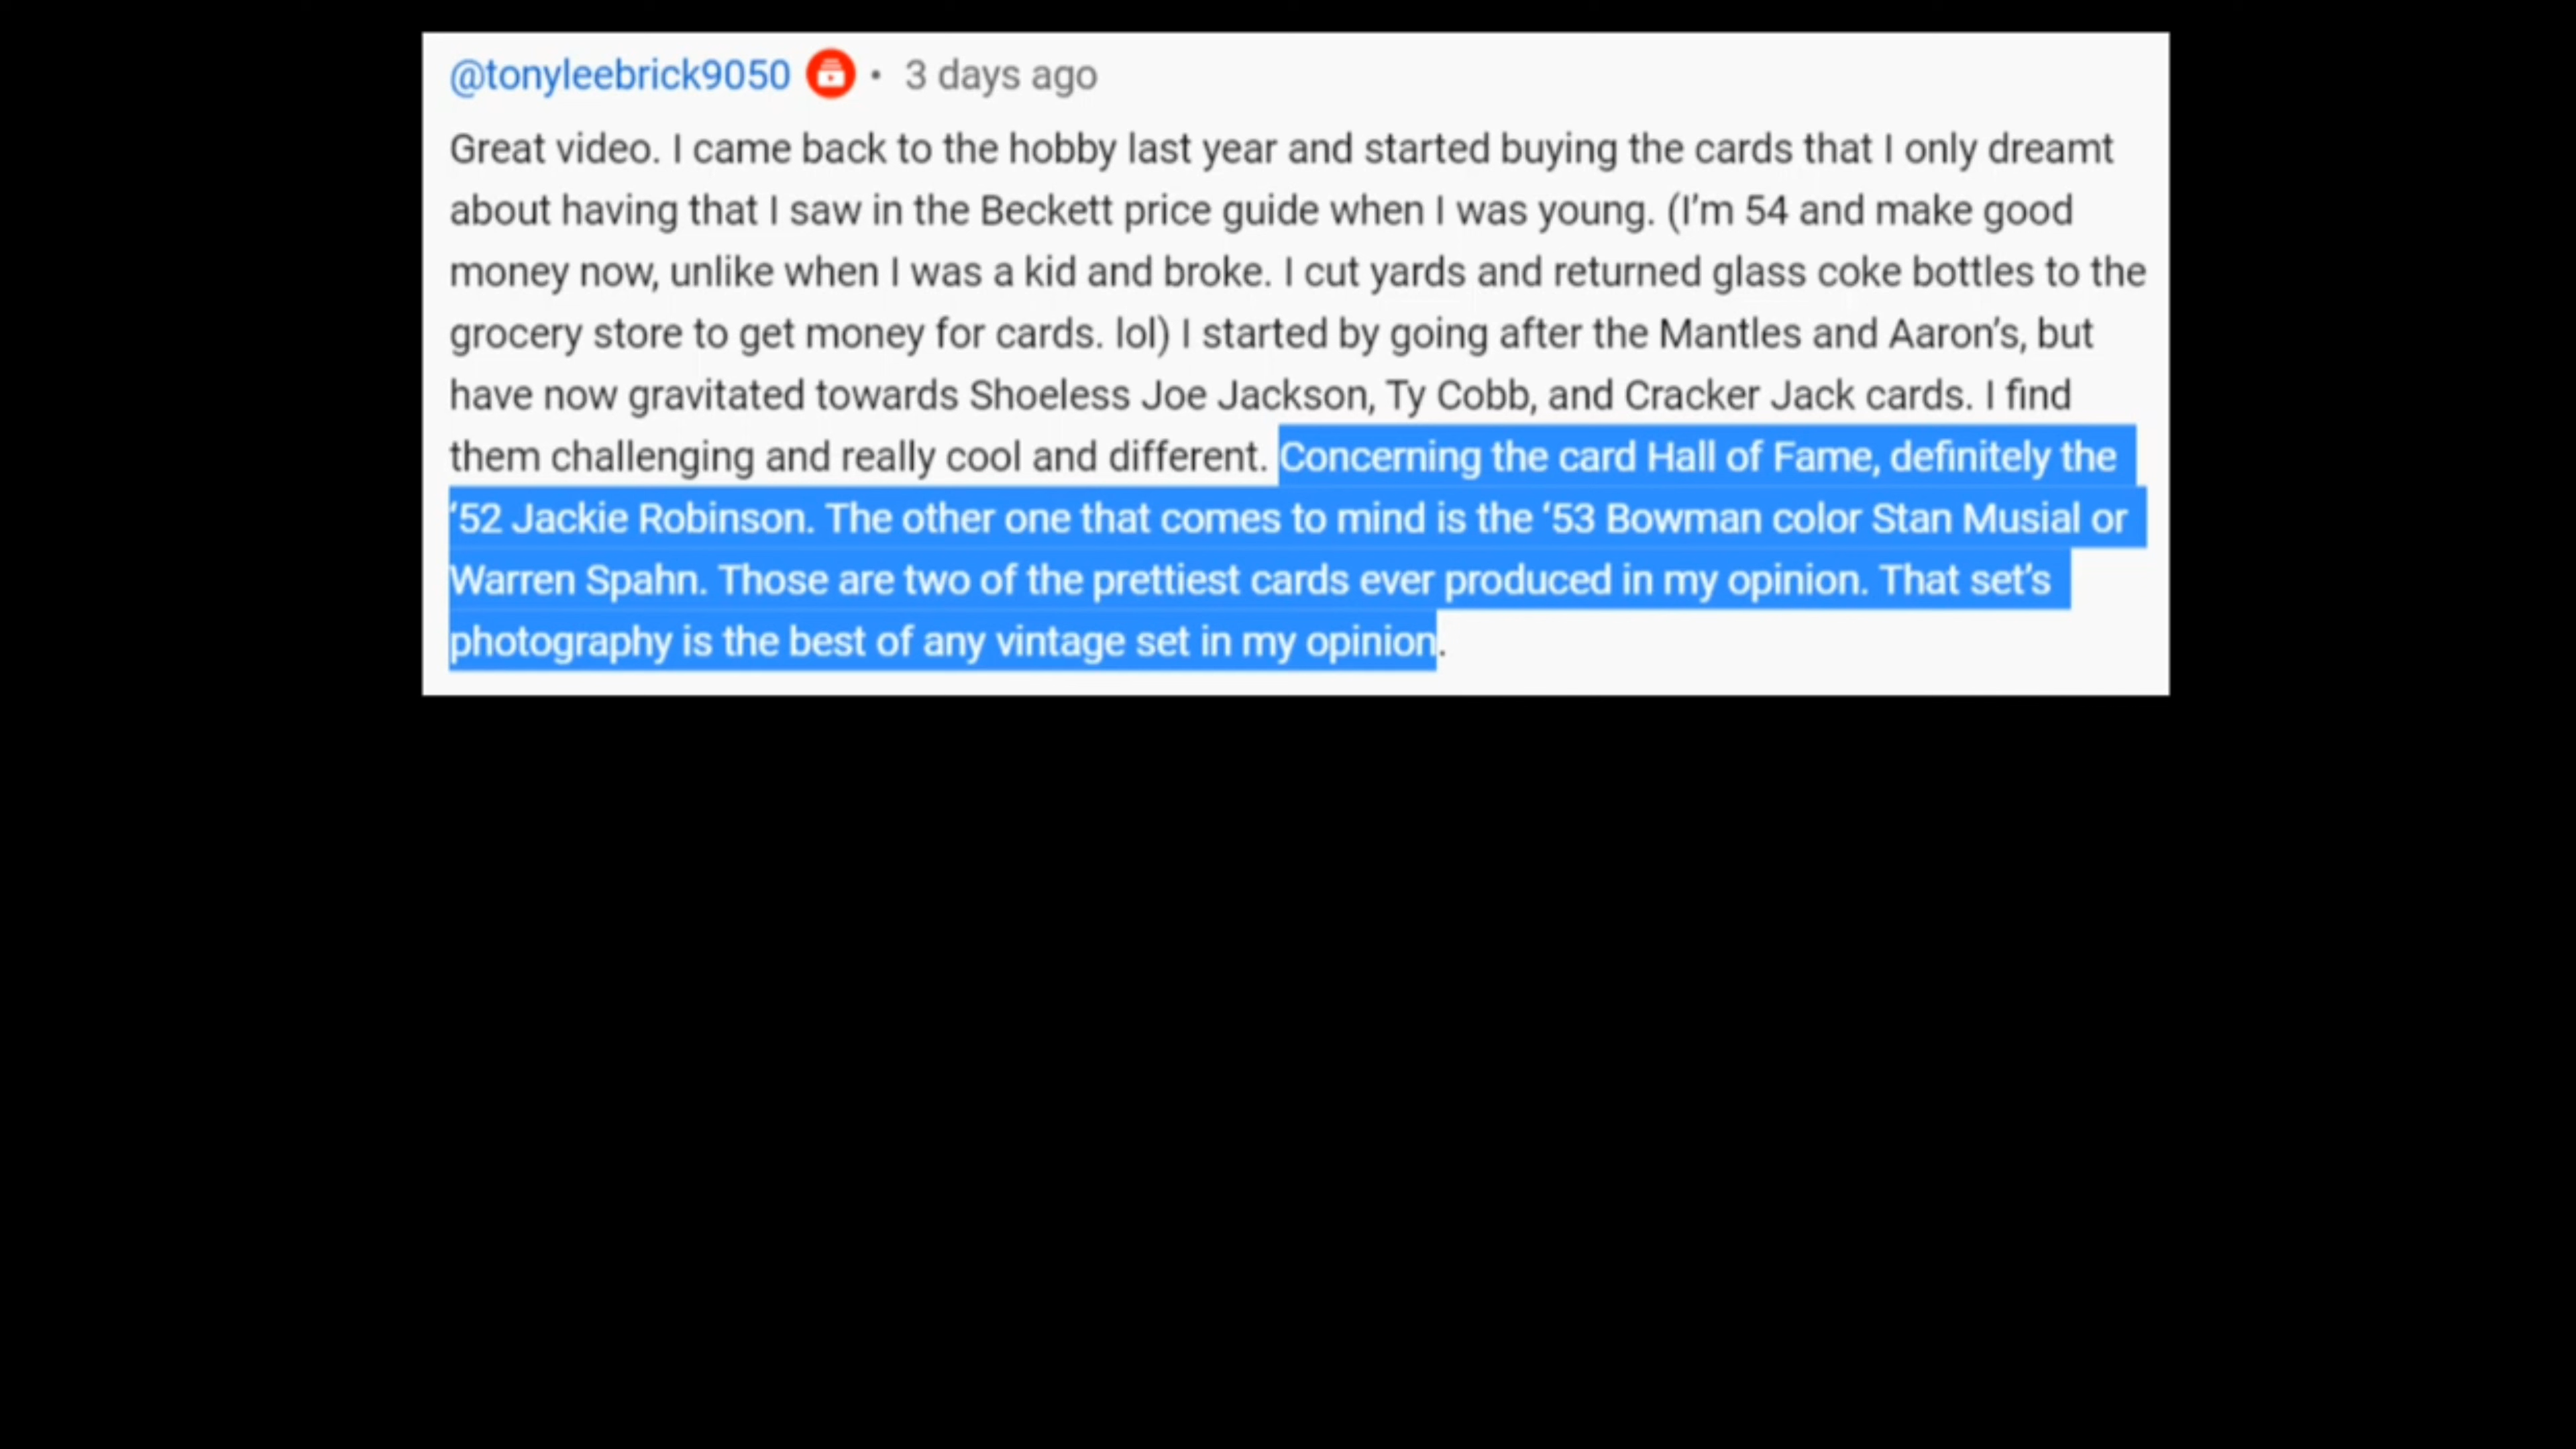 @tonyleebrick9050 • 3 days ago
Great video. I came back to the hobby last year and started buying the cards that I only dreamt
about having that I saw in the Beckett price guide when I was young. (I’m 54 and make good
money now, unlike when I was a kid and broke. I cut yards and returned glass coke bottles to the
grocery store to get money for cards. lol) I started by going after the Mantles and Aaron’s, but
have now gravitated towards Shoeless Joe Jackson, Ty Cobb, and Cracker Jack cards. I find
them challenging and really cool and different. Concerning the card Hall of Fame, definitely the
‘52 Jackie Robinson. The other one that comes to mind is the ‘53 Bowman color Stan Musial or
Warren Spahn. Those are two of the prettiest cards ever produced in my opinion. That set’s
photography is the best of any vintage set in my opinion.